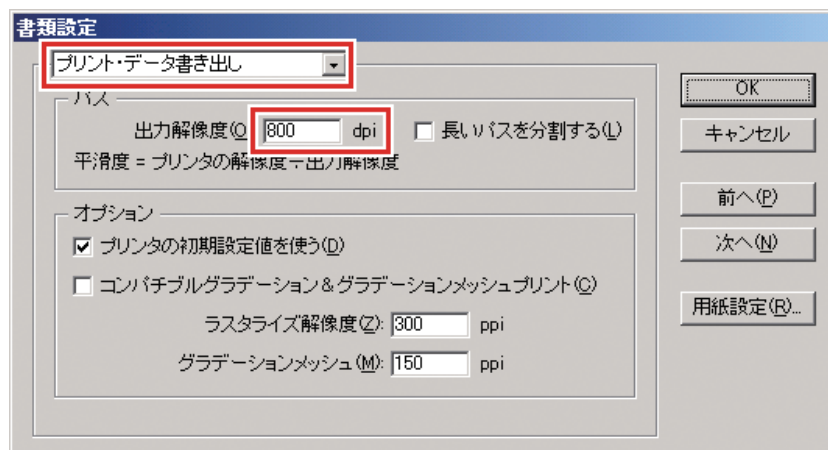 書類設定
プリント・データ書き出し
パス
出力解像度(O 800 dpi 長いパスを分割する(L)
平滑度 = プリンタの解像度÷出力解像度
オプション
プリンタの初期設定値を使う(D)
コンパチブルグラデーション&グラデーションメッシュプリント(C)
ラスタライズ解像度(Z): 300 ppi
グラデーションメッシュ(M): 150 ppi
OK
キャンセル
前へ(P)
次へ(N)
用紙設定(R)...